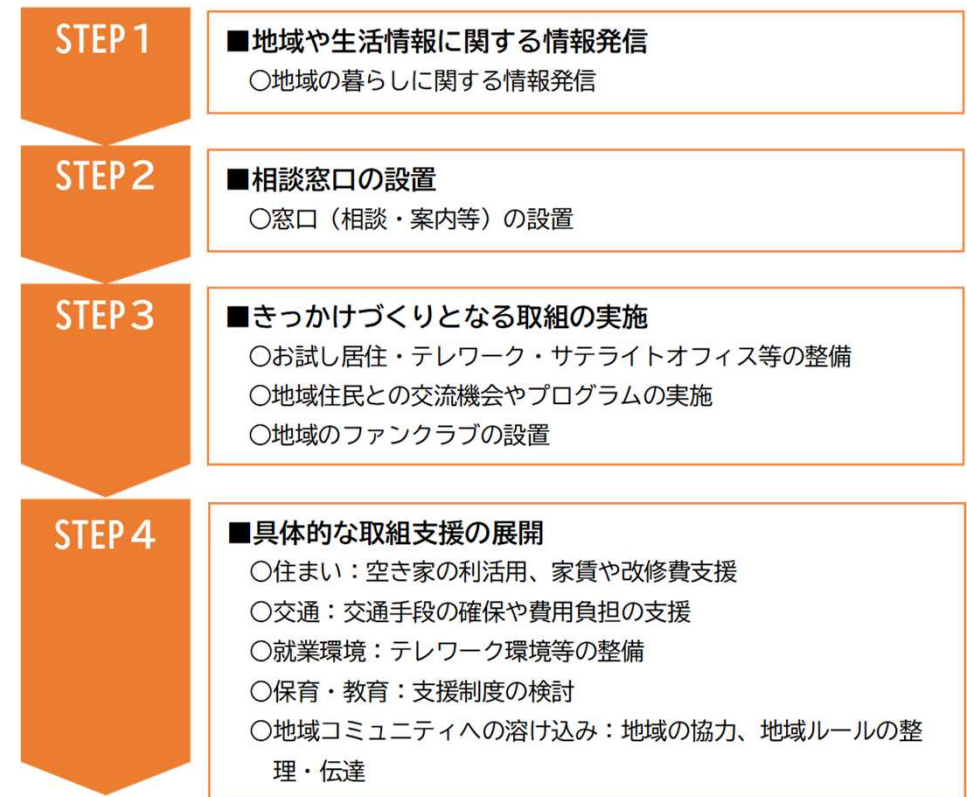 STEP 1
■地域や生活情報に関する情報発信
○地域の暮らしに関する情報発信
STEP 2
■相談窓口の設置
○窓口（相談・案内等）の設置
STEP 3
■きっかけづくりとなる取組の実施
○お試し居住・テレワーク・サテライトオフィス等の整備
○地域住民との交流機会やプログラムの実施
○地域のファンクラブの設置
STEP 4
■具体的な取組支援の展開
○住まい：空き家の利活用、家賃や改修費支援
○交通：交通手段の確保や費用負担の支援
○就業環境：テレワーク環境等の整備
○保育・教育：支援制度の検討
○地域コミュニティへの溶け込み：地域の協力、地域ルールの整
理・伝達